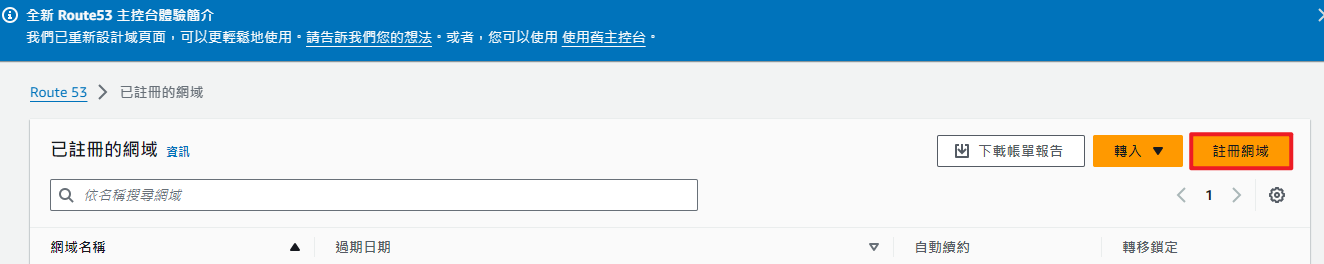 全新 Route53 主控台體驗簡介
我們已重新設計域頁面，可以更輕鬆地使用。請告訴我們您的想法。或者，您可以使用 使用舊主控台。
Route 53 > 已註冊的網域
已註冊的網域 資訊
下載帳單報告 轉入 註冊網域
依名稱搜尋網域
1
網域名稱 過期日期 自動續約 轉移鎖定